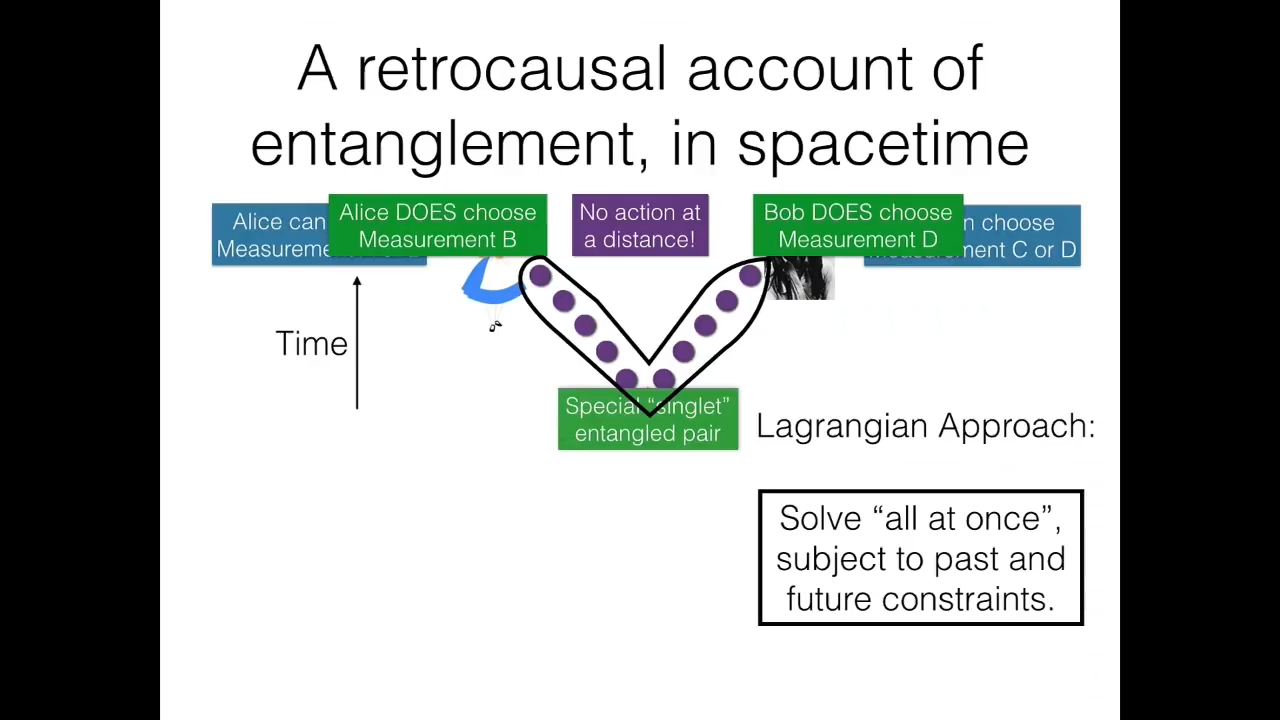 A retrocausal account of
entanglement, in spacetime
Alice can
Alice DOES choose
Measurement B
No action at
a distance!
Bob DOES choose
Measurement D
n choose
ment C or D
Time
Special “singlet”
entangled pair
Lagrangian Approach:
Solve “all at once”,
subject to past and
future constraints.